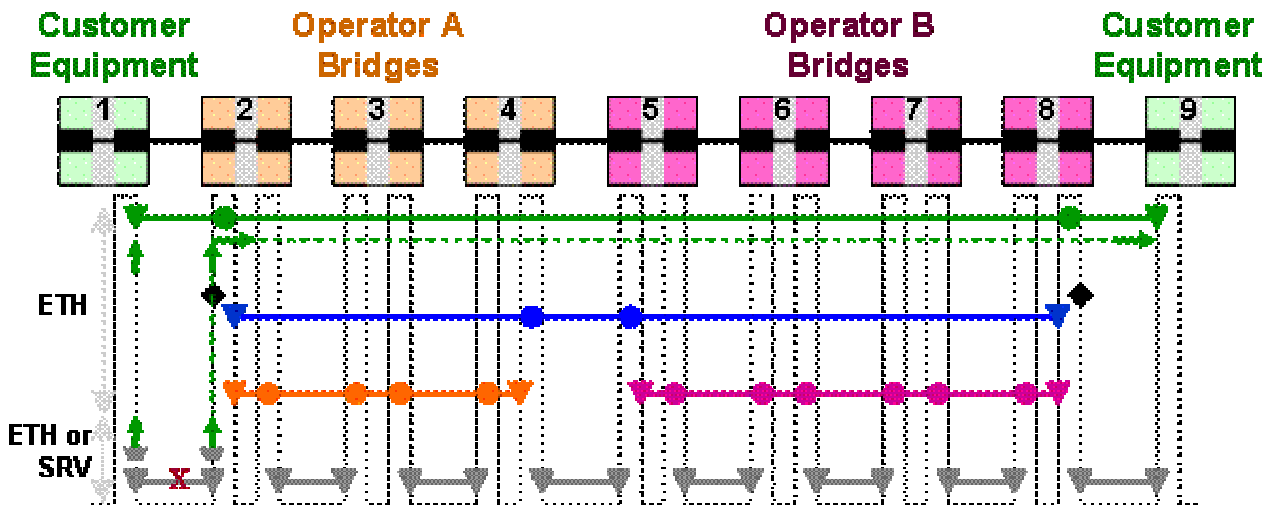 Customer Equipment
Operator A Bridges
Operator B Bridges
Customer Equipment
1 2 3 4 5 6 7 8 9
ETH
ETH or
SRV
X